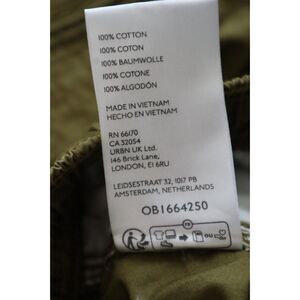 100% COTTON
100% COTON
100% BAUMWOLLE
100% COTONE
100% ALGODÓN
MADE IN VIETNAM
HECHO EN VIETNAM
RN 66170
CA 32054
URBN UK Ltd.
146 Brick Lane,
LONDON, E1 6RU
LEIDSESTRAAT 32, 1017 PB
AMSTERDAM, NETHERLANDS
OB1664250
FR